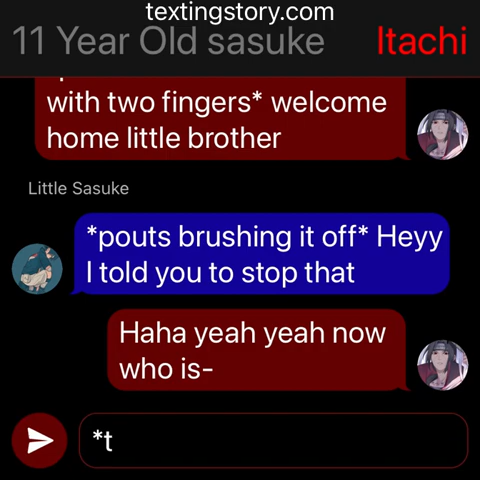 textingstory.com
11 Year Old sasuke Itachi
with two fingers* welcome
home little brother
Little Sasuke
*pouts brushing it off* Heyy
I told you to stop that
Haha yeah yeah now
who is-
*t